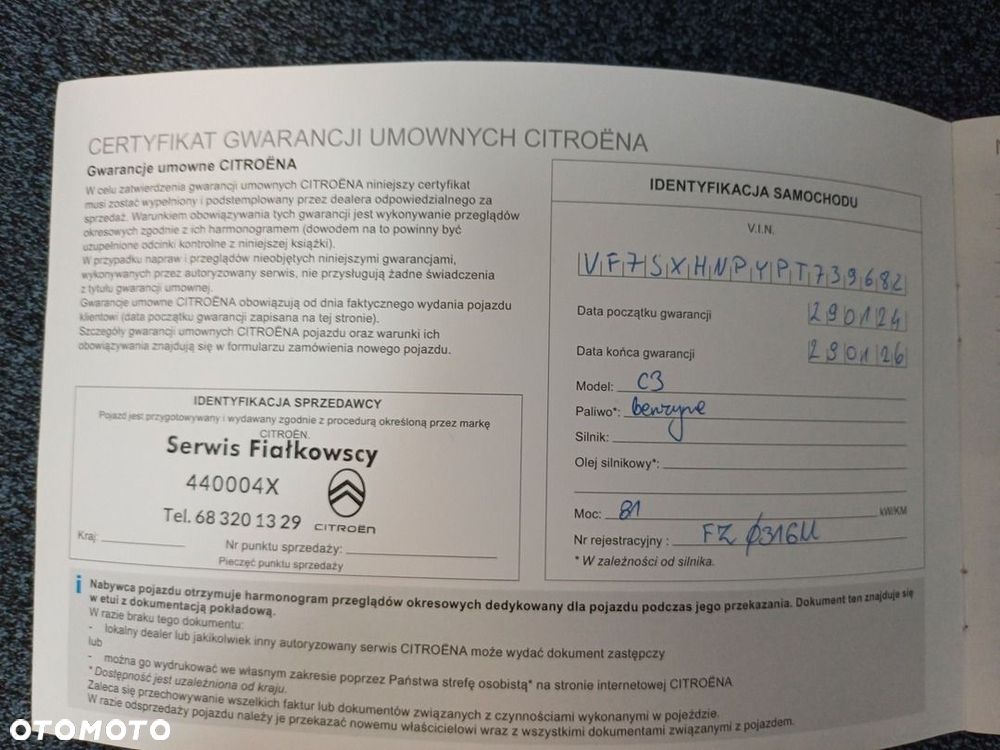 CERTYFIKAT GWARANCJI UMOWNYCH CITROËNA
Gwarancje umowne CITROËNA
W celu zatwierdzenia gwarancji umownych CITROËNA niniejszy certyfikat
musi zostać wypełniony i podstemplowany przez dealera odpowiedzialnego za
sprzedaż. Warunkiem obowiązywania tych gwarancji jest wykonywanie przeglądów
okresowych zgodnie z ich harmonogramem (dowodem na to powinny być
uzupełnione odcinki kontrolne z niniejszej książki).
W przypadku napraw i przeglądów nieobjętych niniejszymi gwarancjami,
wykonywanych przez autoryzowany serwis, nie przysługują żadne świadczenia
z tytułu gwarancji umownej.
Gwarancje umowne CITROËNA obowiązują od dnia faktycznego wydania pojazdu
klientowi (data początku gwarancji zapisana na tej stronie).
Szczegóły gwarancji umownych CITROËNA pojazdu oraz warunki ich
obowiązywania znajdują się w formularzu zamówienia nowego pojazdu.
IDENTYFIKACJA SPRZEDAWCY
Pojazd jest przygotowywany i wydawany zgodnie z procedurą określoną przez markę
CITROËN.
Serwis Fiałkowscy
440004X
Tel. 68 320 13 29
CITROËN
Kraj:
Nr punktu sprzedaży:
Pieczęć punktu sprzedaży
IDENTYFIKACJA SAMOCHODU
V.I.N.
VF7SXHNPYPT739682
Data początku gwarancji 290124
Data końca gwarancji 290126
Model: C3
Paliwo*: benzyna
Silnik:
Olej silnikowy*:
Moc: 81 kW/KM
Nr rejestracyjny : FZ 0316U
* W zależności od silnika.
i Nabywca pojazdu otrzymuje harmonogram przeglądów okresowych dedykowany dla pojazdu podczas jego przekazania. Dokument ten znajduje się
w etui z dokumentacją pokładową.
W razie braku tego dokumentu:
- lokalny dealer lub jakikolwiek inny autoryzowany serwis CITROËNA może wydać dokument zastępczy
lub
- można go wydrukować we własnym zakresie poprzez Państwa strefę osobistą* na stronie internetowej CITROËNA
* Dostępność jest uzależniona od kraju.
Zaleca się przechowywanie wszelkich faktur lub dokumentów związanych z czynnościami wykonanymi w pojeździe.
W razie odsprzedaży pojazdu należy je przekazać nowemu właścicielowi wraz z wszystkimi dokumentami związanymi z pojazdem.
OTOMOTO